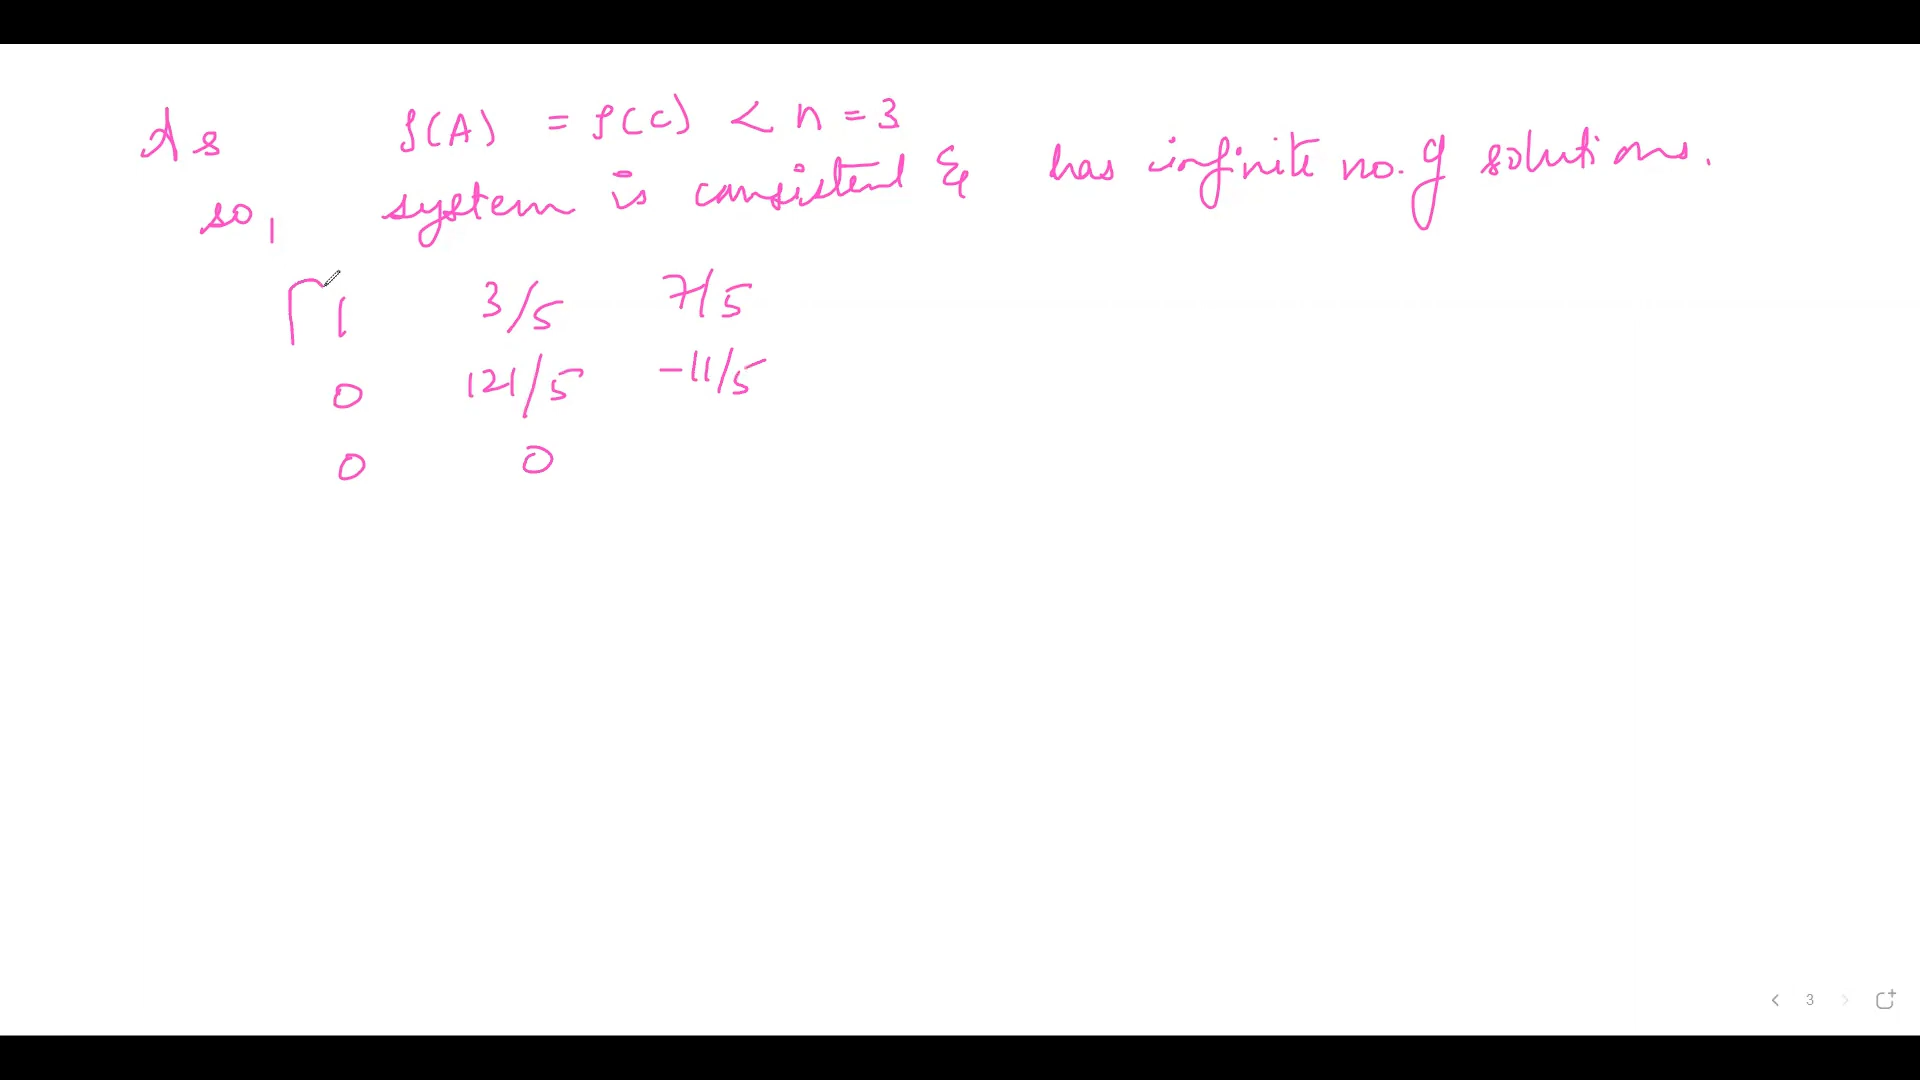 As ρ(A) = ρ(C) < n = 3
so, system is consistent & has infinite no. of solutions.
1 3/5 7/5
0 121/5 -11/5
0 0
3